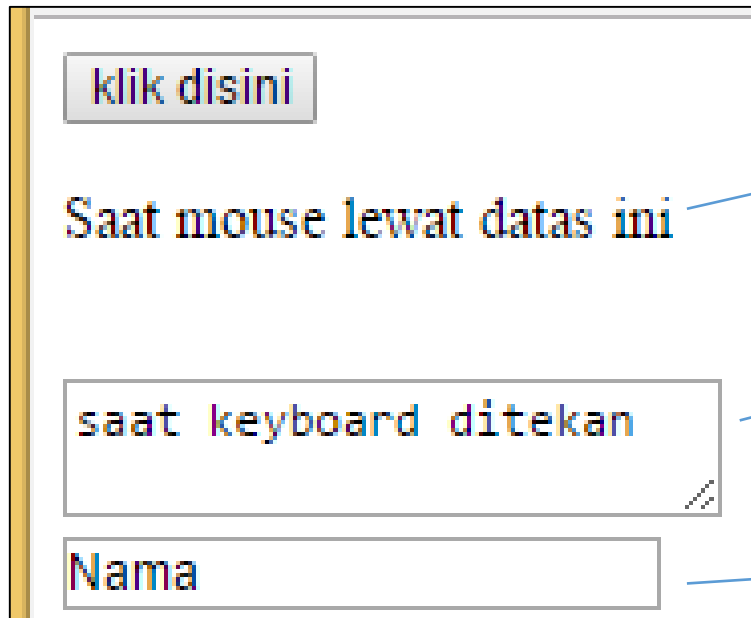 klik disini
Saat mouse lewat datas ini
saat keyboard ditekan
Nama